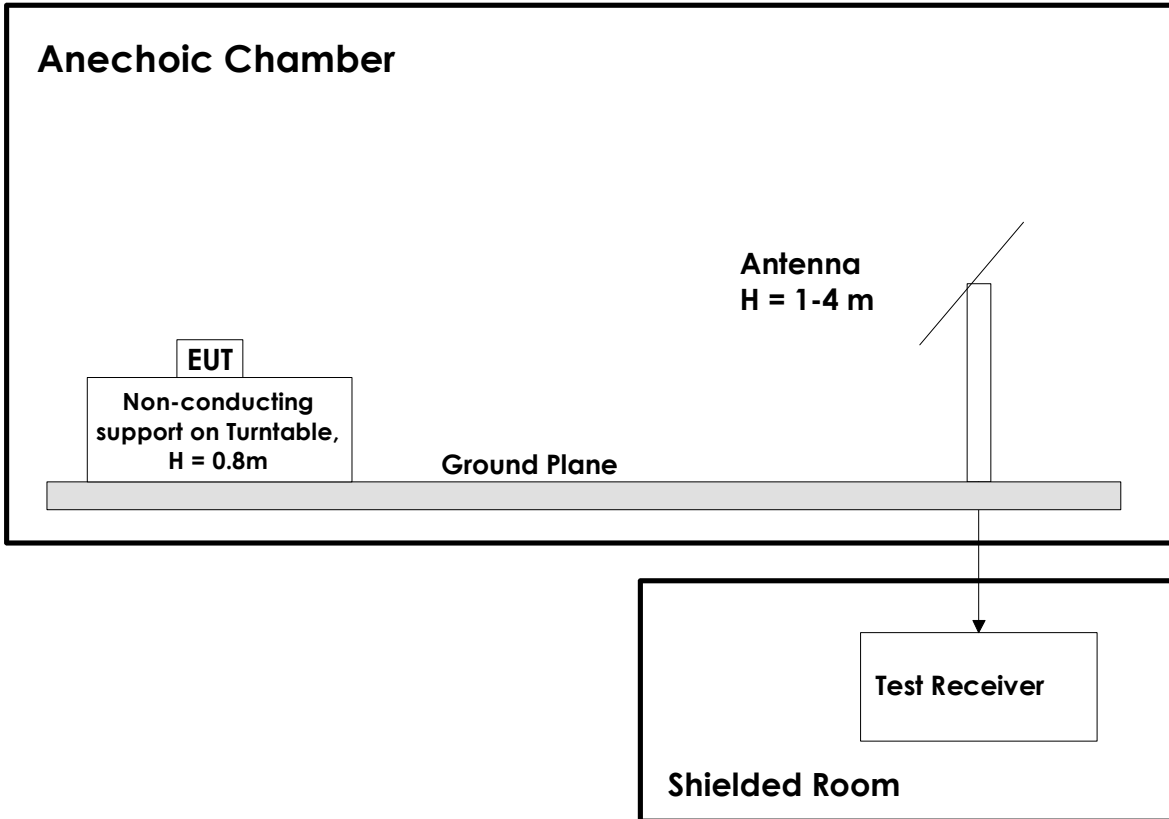 Anechoic Chamber
Antenna
H = 1-4 m
EUT
Non-conducting
support on Turntable,
H = 0.8m
Ground Plane
Test Receiver
Shielded Room